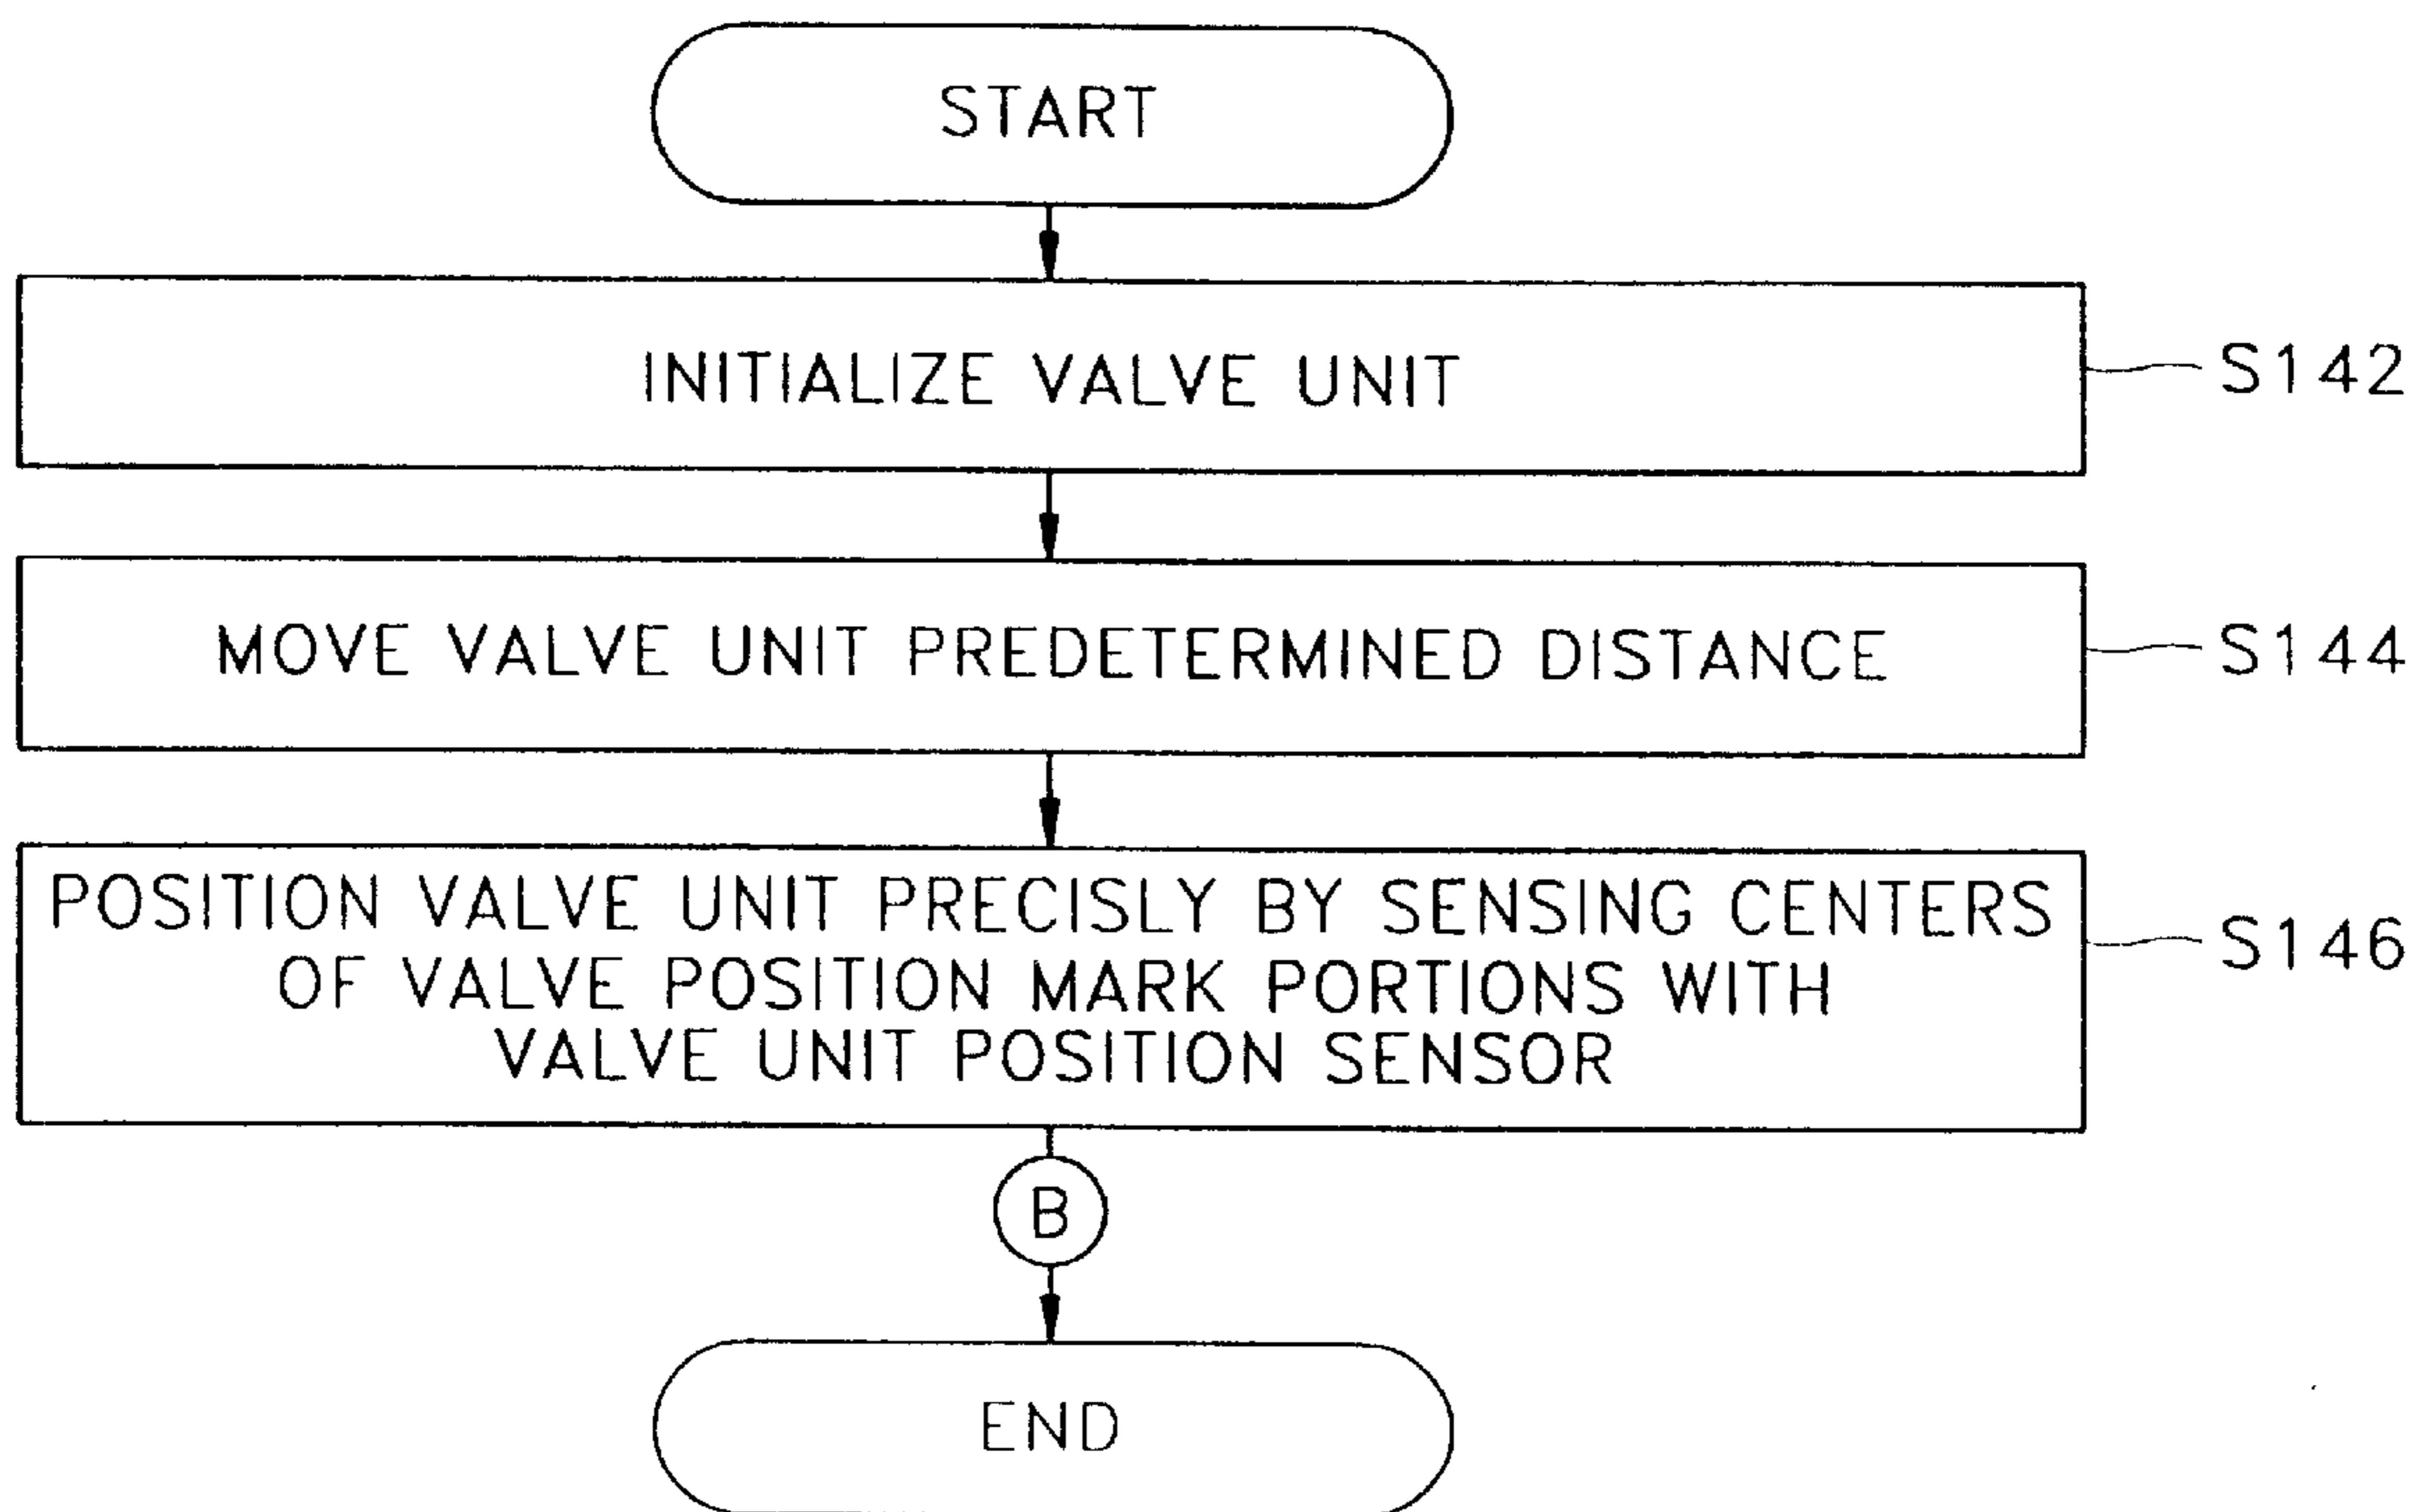 START
INITIALIZE VALVE UNIT
S142
MOVE VALVE UNIT PREDETERMINED DISTANCE
S144
POSITION VALVE UNIT PRECISLY BY SENSING CENTERS
OF VALVE POSITION MARK PORTIONS WITH
VALVE UNIT POSITION SENSOR
S146
B
END